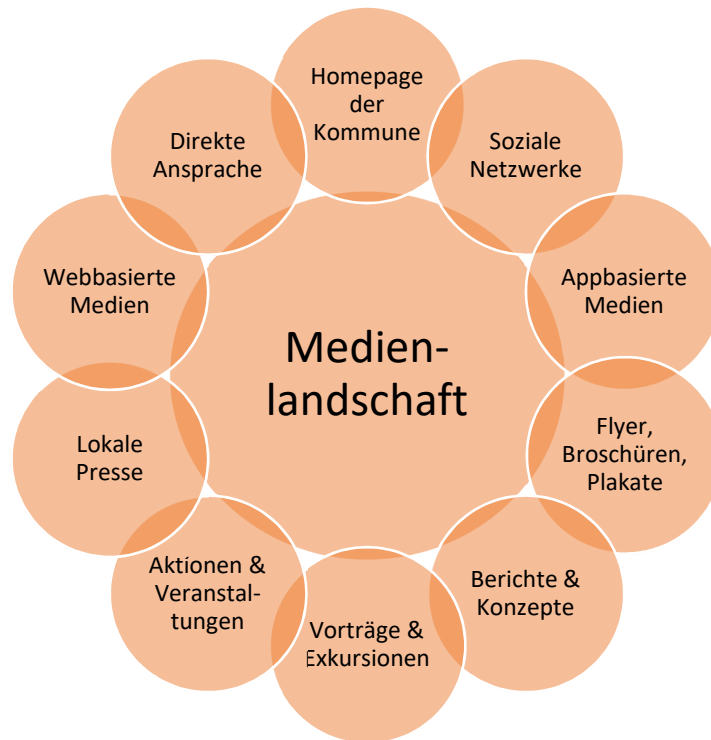 Homepage
der
Kommune
Soziale
Netzwerke
Appbasierte
Medien
Flyer,
Broschüren,
Plakate
Berichte &
Konzepte
Vorträge &
Exkursionen
Aktionen &
Veranstal-
tungen
Lokale
Presse
Webbasierte
Medien
Direkte
Ansprache
Medien-
landschaft